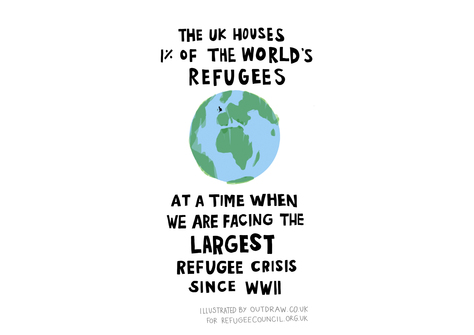 THE UK HOUSES
1% OF THE WORLD'S
REFUGEES
AT A TIME WHEN
WE ARE FACING THE
LARGEST
REFUGEE CRISIS
SINCE WWII
ILLUSTRATED BY OUTDRAW.CO.UK
FOR REFUGEECOUNCIL.ORG.UK